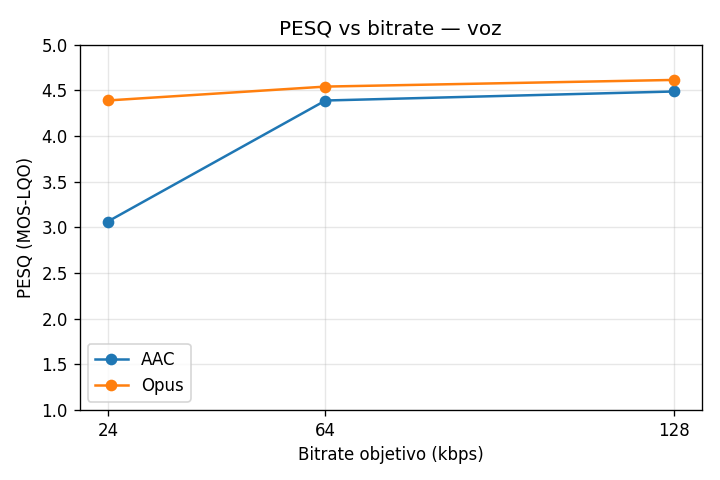 PESQ vs bitrate — voz
PESQ (MOS-LQO)
5.0
4.5
4.0
3.5
3.0
2.5
2.0
1.5
1.0
AAC
Opus
24
64
128
Bitrate objetivo (kbps)